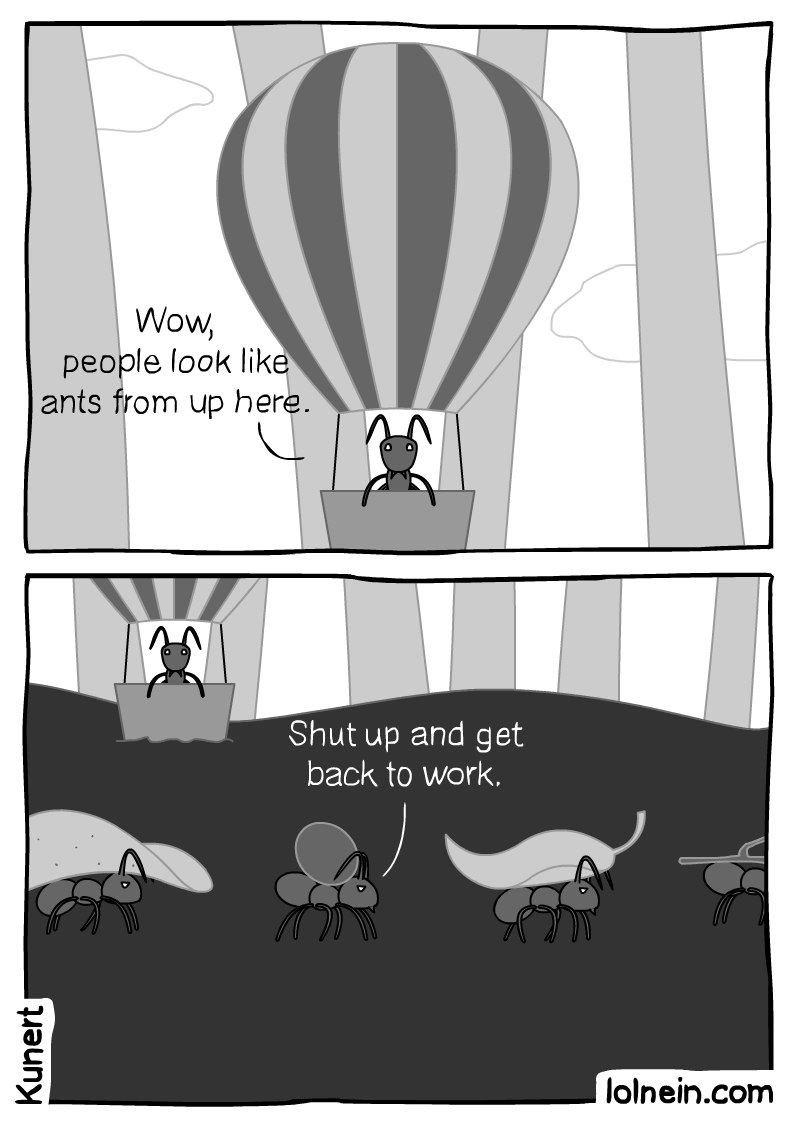 Wow,
people look like
ants from up here.
Shut up and get
back to work.
Kunert
lolnein.com